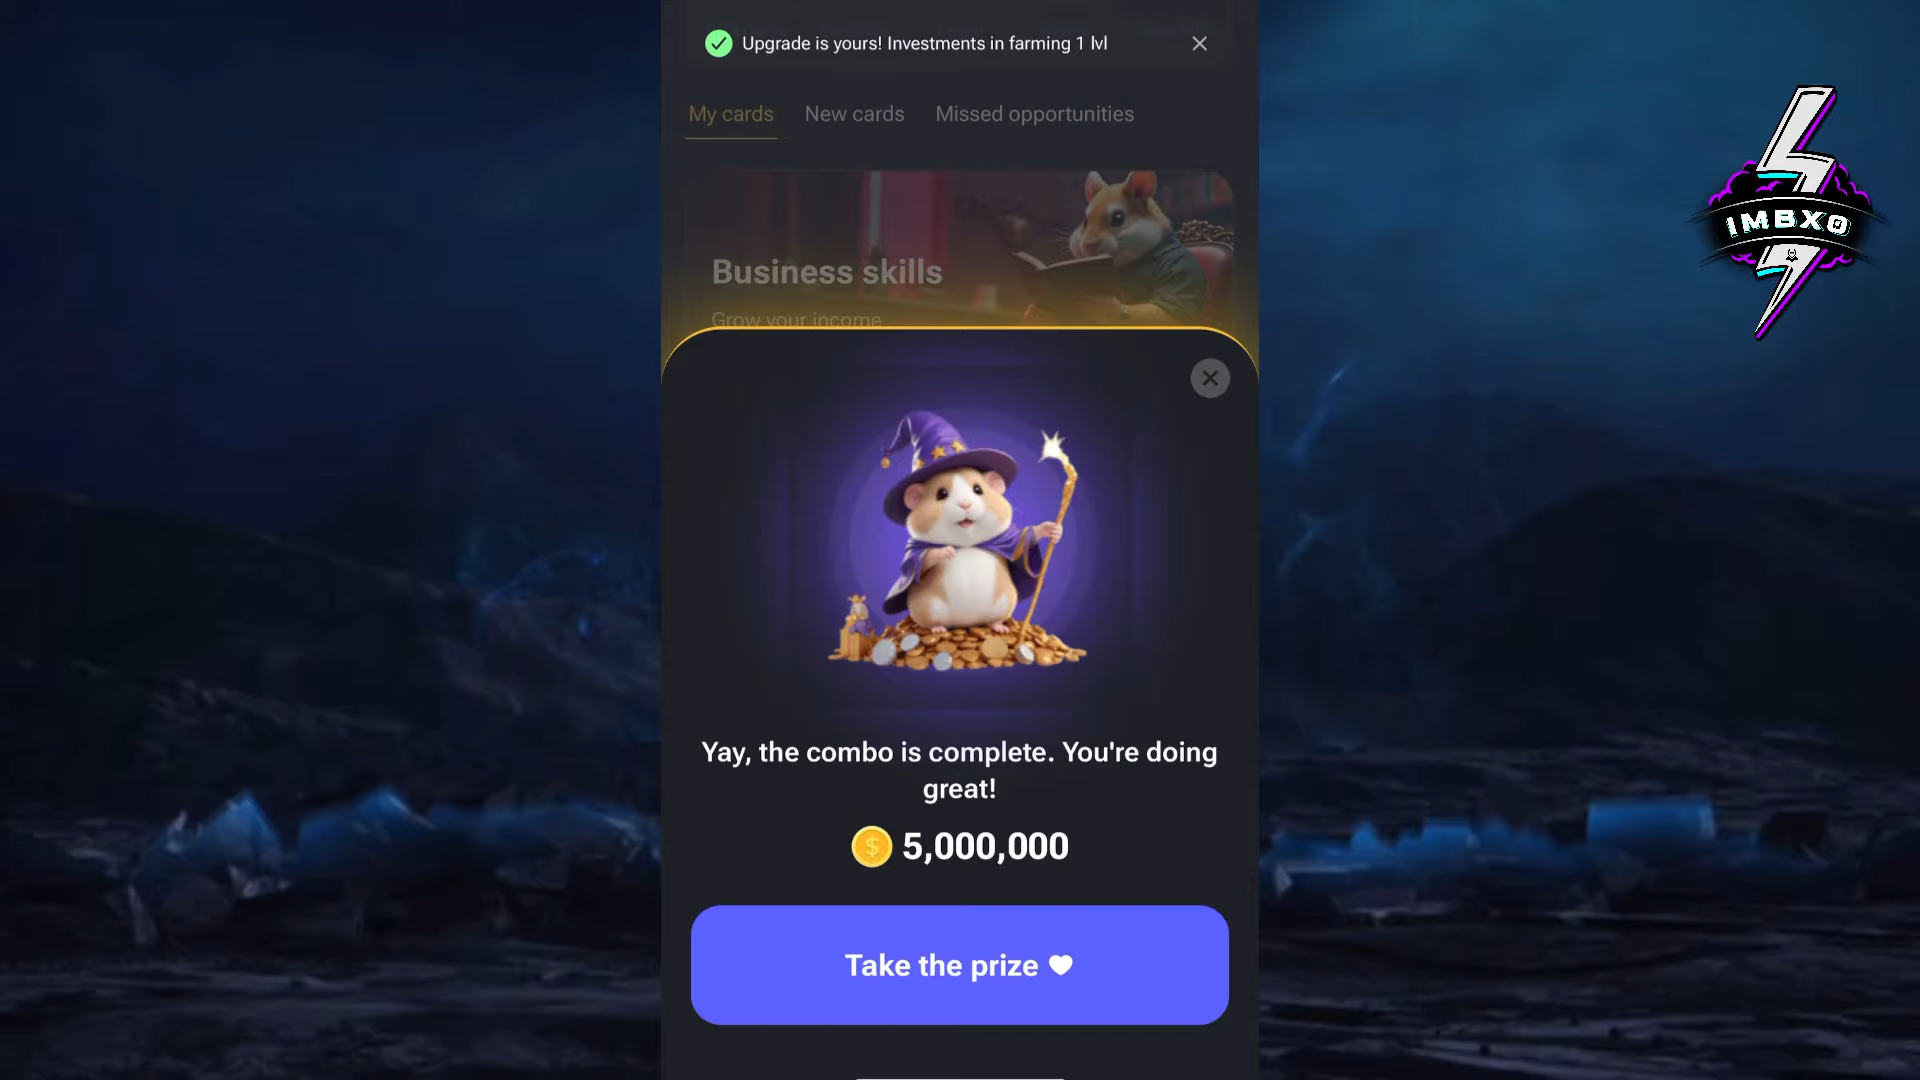 Upgrade is yours! Investments in farming 1 lvl
My cards New cards Missed opportunities
Business skills
Grow your income
Yay, the combo is complete. You're doing
great!
$ 5,000,000
Take the prize
IMBXO